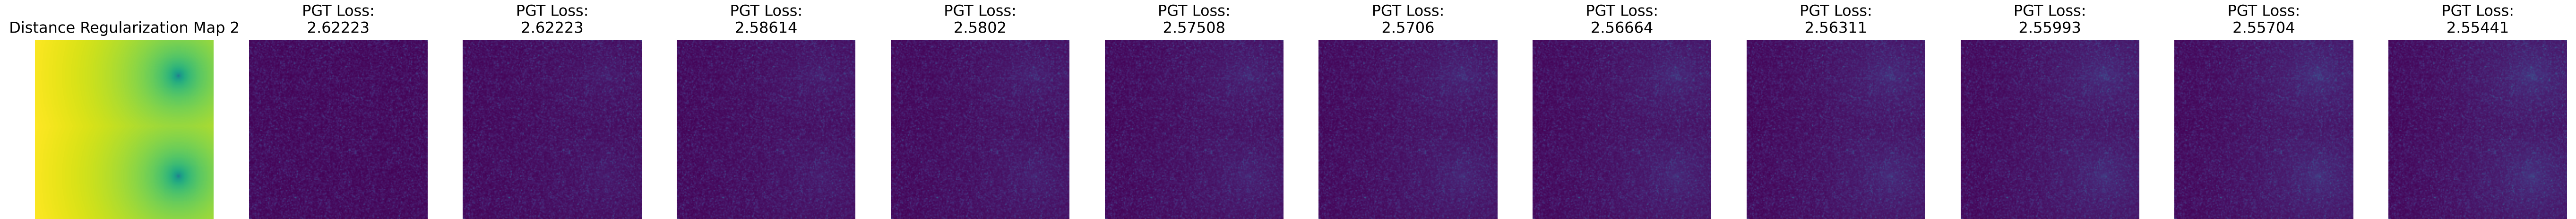 Distance Regularization Map 2
PGT Loss:
2.62223
PGT Loss:
2.62223
PGT Loss:
2.58614
PGT Loss:
2.5802
PGT Loss:
2.57508
PGT Loss:
2.5706
PGT Loss:
2.56664
PGT Loss:
2.56311
PGT Loss:
2.55993
PGT Loss:
2.55704
PGT Loss:
2.55441